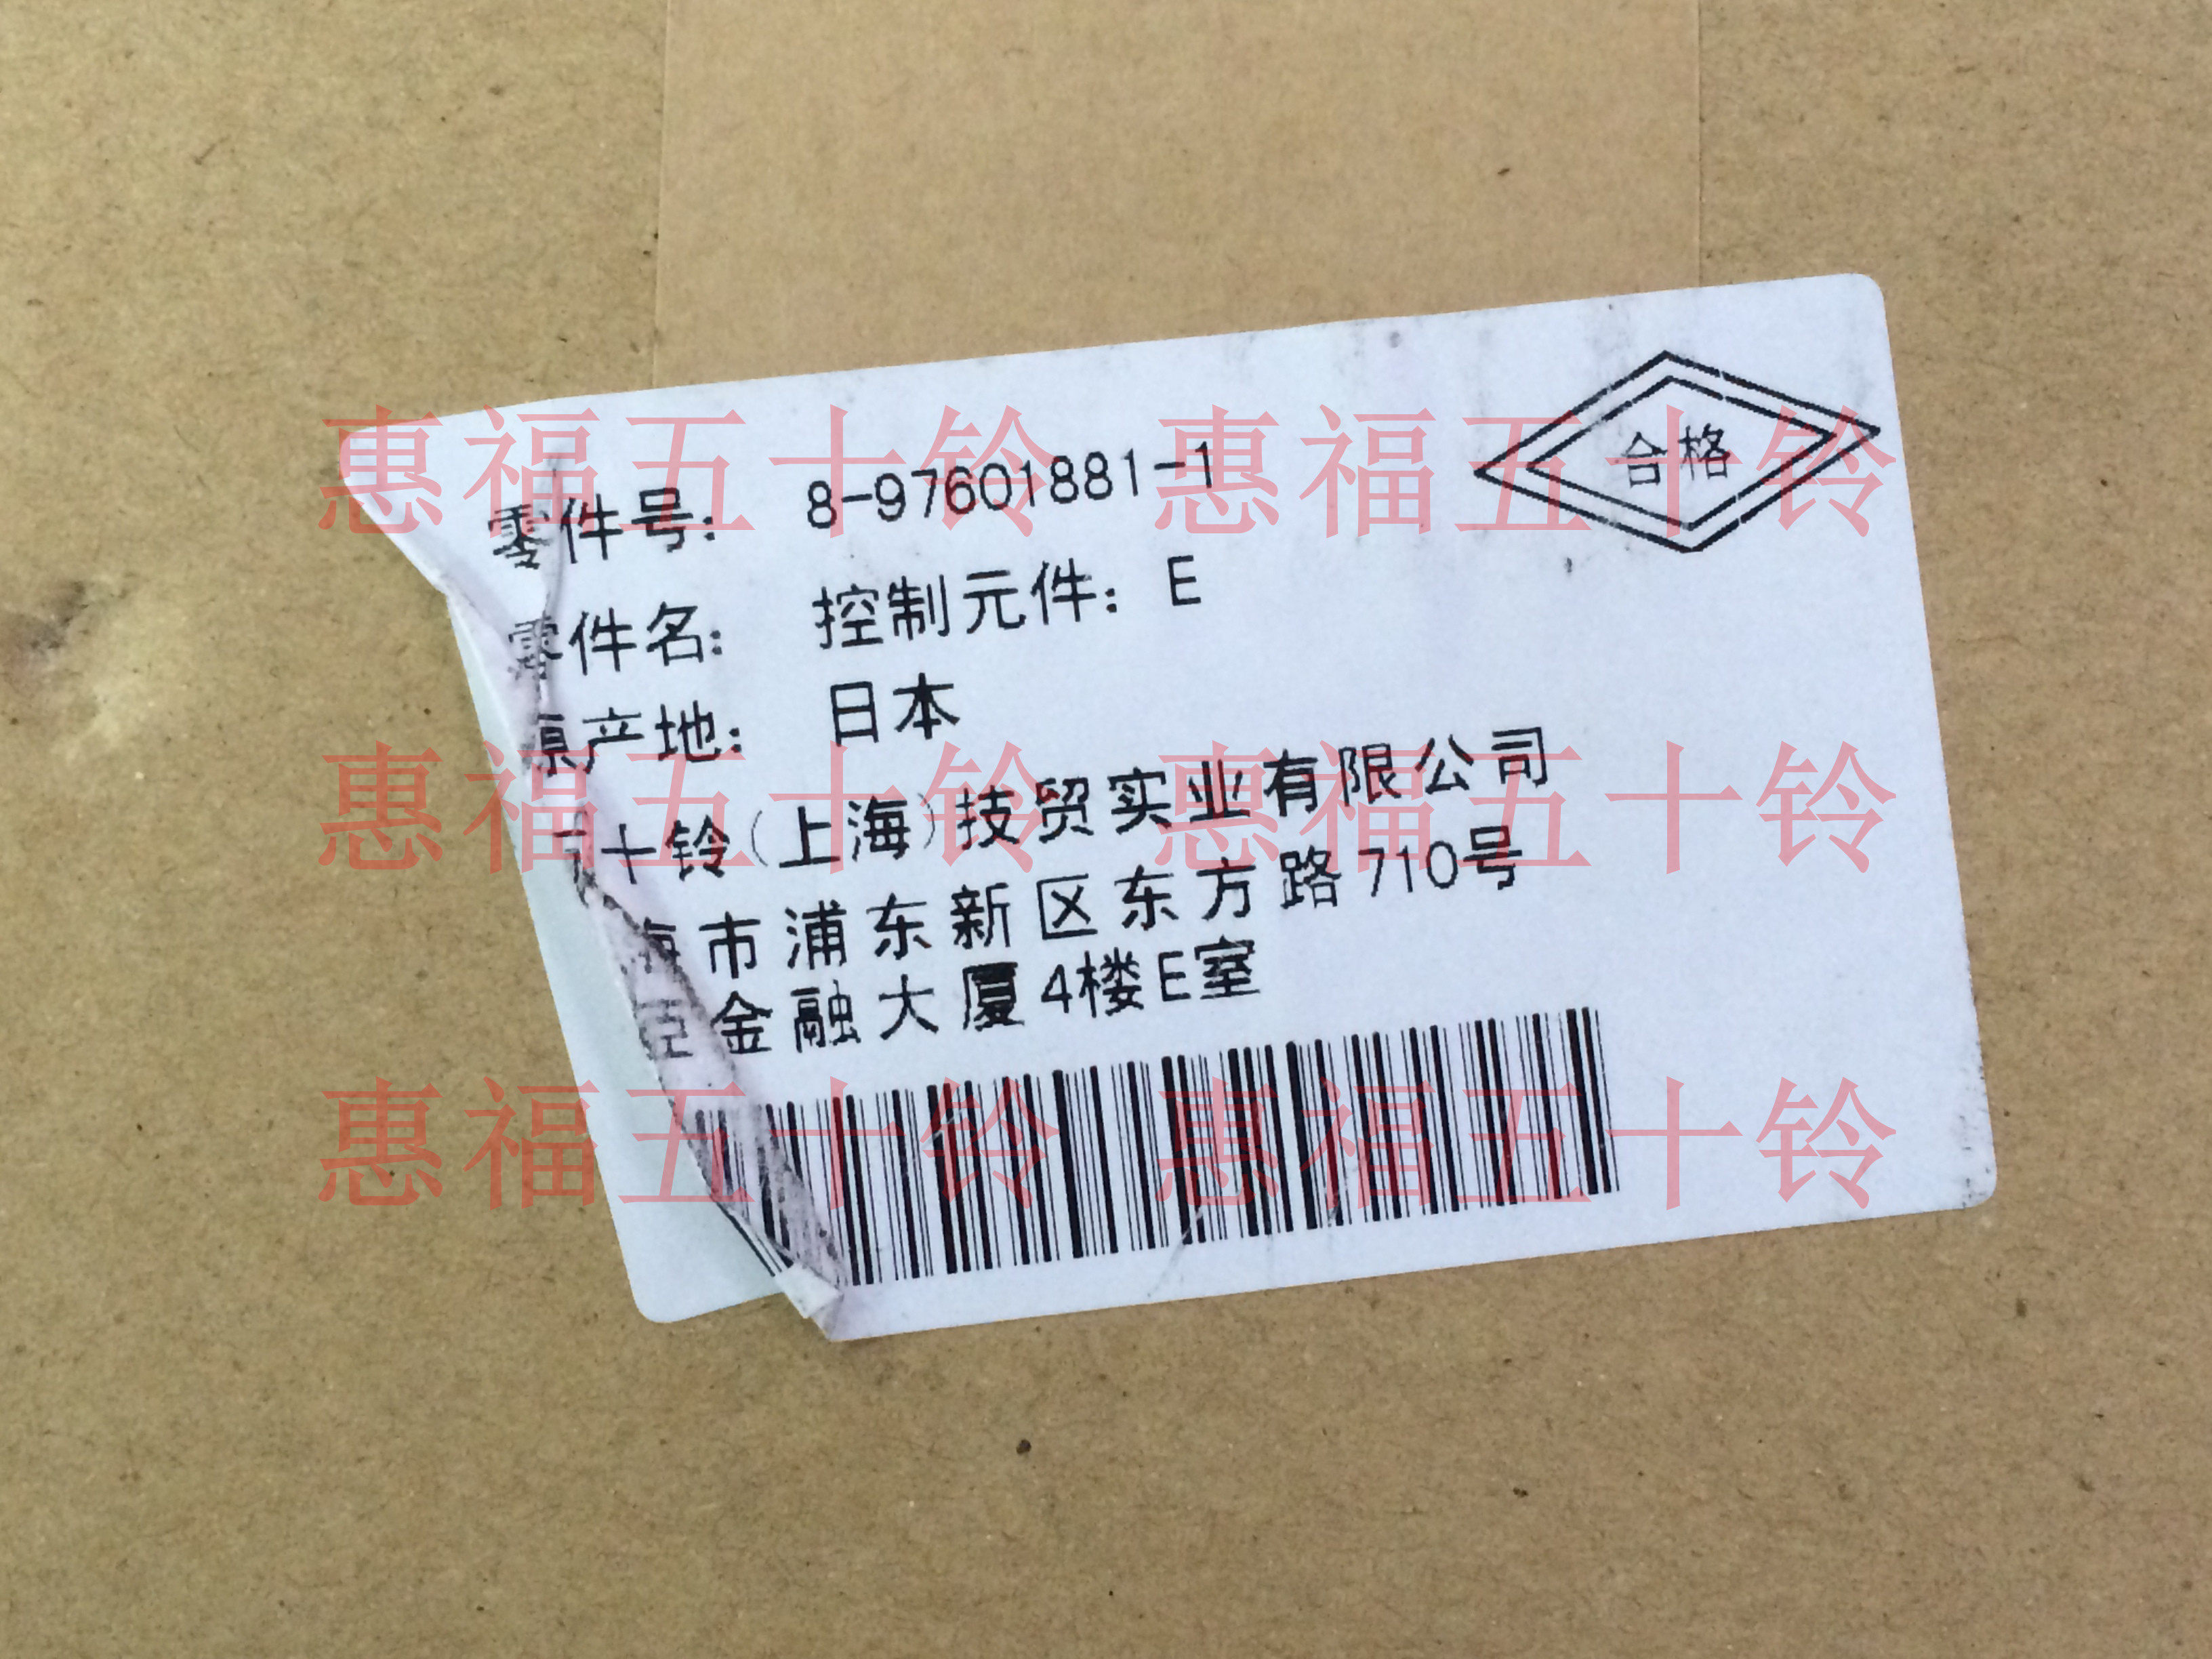 惠福五十铃 惠福五十铃
合格
零件号: 8-97601881-1
零件名: 控制元件: E
原产地: 日本
惠福五十铃 惠福五十铃
五十铃(上海)技贸实业有限公司
海市浦东新区东方路710号
金融大厦4楼E室
惠福五十铃 惠福五十铃